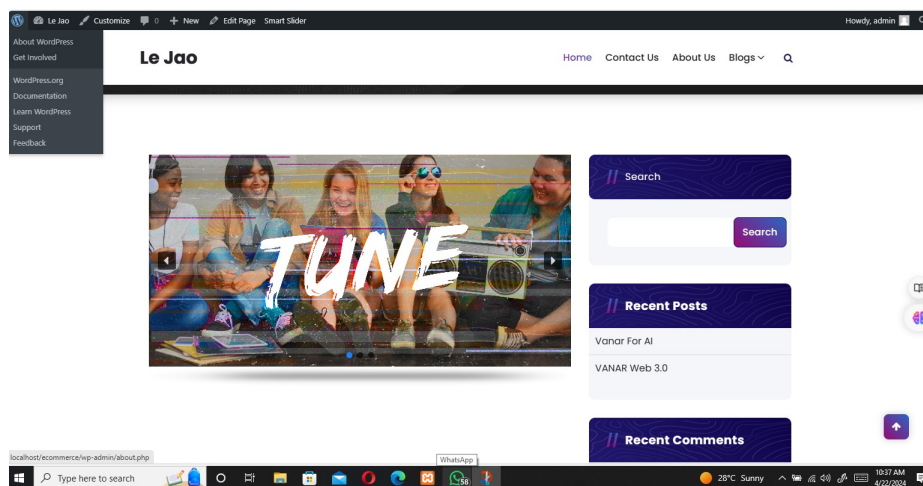 Le Jao Customize 0 New Edit Page Smart Slider Howdy, admin
About WordPress
Get Involved
WordPress.org
Documentation
Learn WordPress
Support
Feedback
Le Jao
Home Contact Us About Us Blogs
// Search
Search
TUNE
// Recent Posts
Vanar For AI
VANAR Web 3.0
// Recent Comments
localhost/ecommerce/wp-admin/about.php
WhatsApp
Type here to search
58
28°C Sunny
10:37 AM
4/22/2024